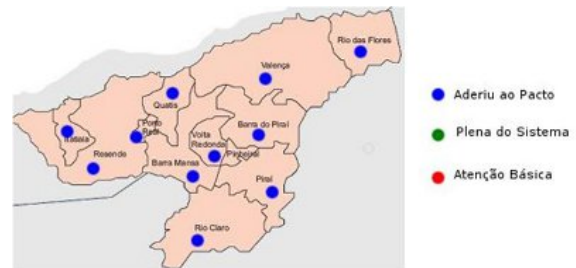 Rio das Flores
Valença
Quatis
Porto
Real
Itatiaia
Resende
Volta
Redonda
Barra do Piraí
Pinheiral
Barra Mansa
Piraí
Rio Claro
Aderiu ao Pacto
Plena do Sistema
Atenção Básica